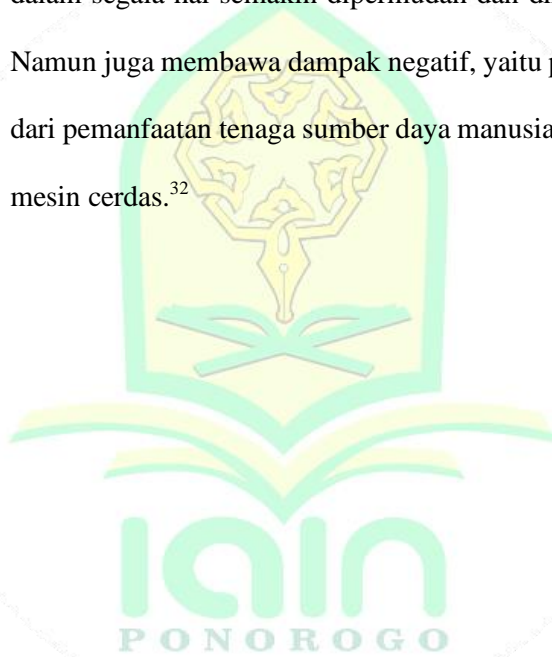 dalam segala hal semakin dipermudah dan di
Namun juga membawa dampak negatif, yaitu p
dari pemanfaatan tenaga sumber daya manusia
mesin cerdas.32
iain
PONOROGO